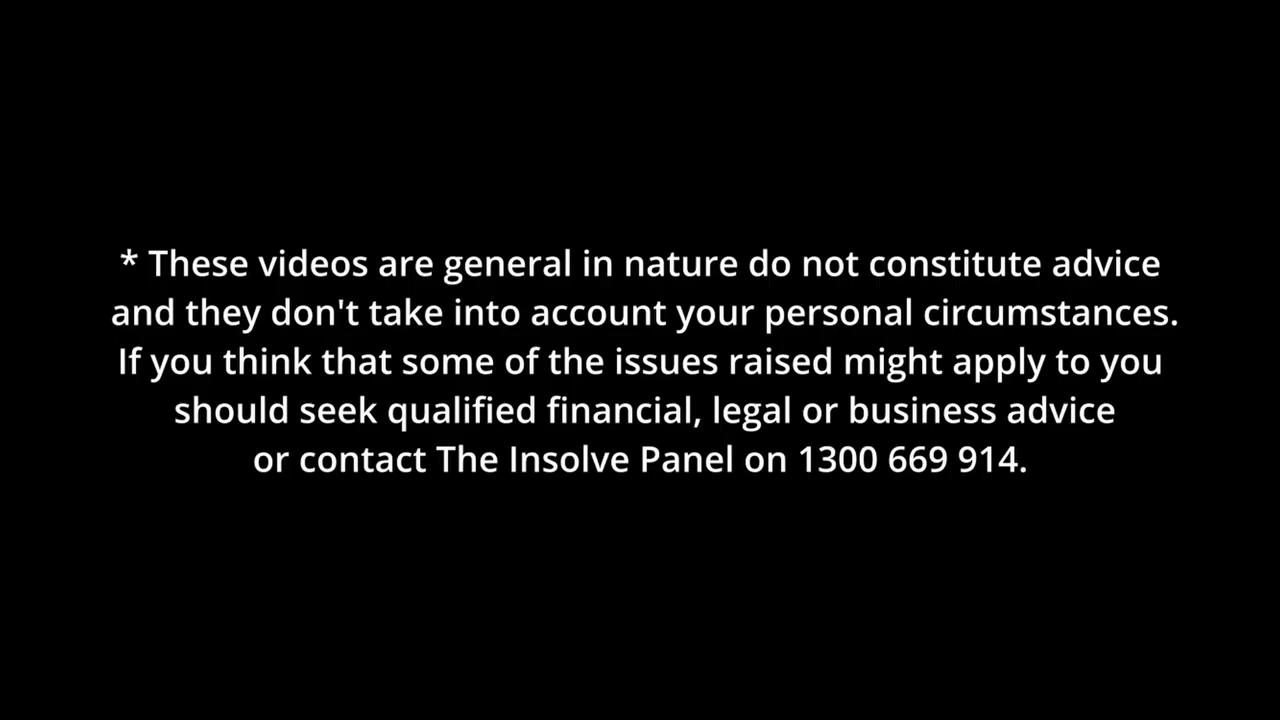 * These videos are general in nature do not constitute advice
and they don't take into account your personal circumstances.
If you think that some of the issues raised might apply to you
should seek qualified financial, legal or business advice
or contact The Insolve Panel on 1300 669 914.